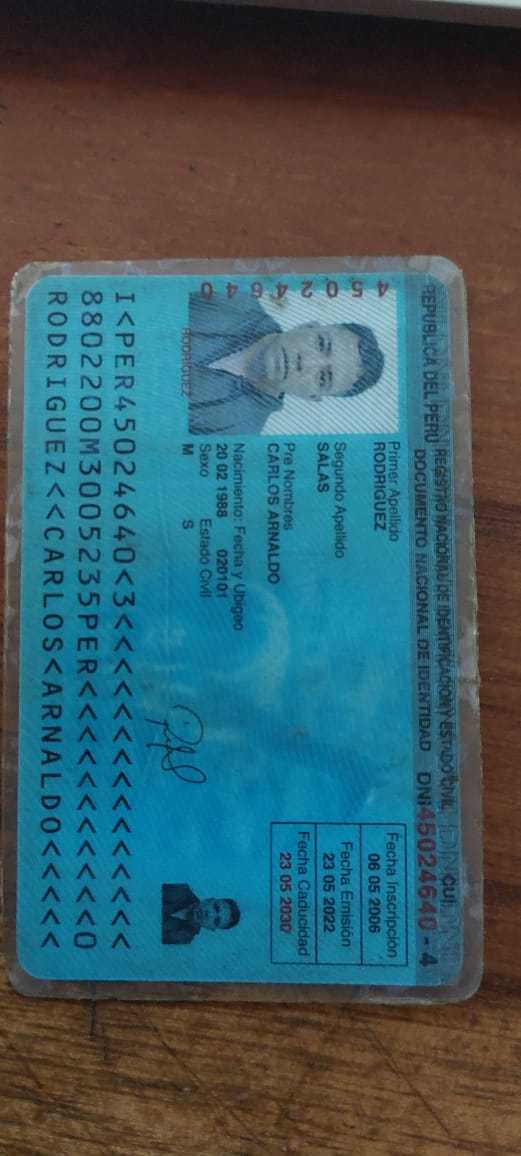 REPUBLICA DEL PERU REGISTRO NACIONAL DE IDENTIFICACION Y ESTADO CIVIL
DOCUMENTO NACIONAL DE IDENTIDAD DNI 45024640 - 4
CUI
45024640
Primer Apellido
RODRIGUEZ
Segundo Apellido
SALAS
Pre Nombres
CARLOS ARNALDO
Nacimiento: Fecha y Ubigeo
20 02 1988 020101
Sexo Estado Civil
M S
RODRIGUEZ
Fecha Inscripción
06 05 2006
Fecha Emisión
23 05 2022
Fecha Caducidad
23 05 2030
I<PER45024640<3<<<<<<<<<<<<<<<
8802200M3005235PER<<<<<<<<<<<0
RODRIGUEZ<<CARLOS<ARNALDO<<<<<